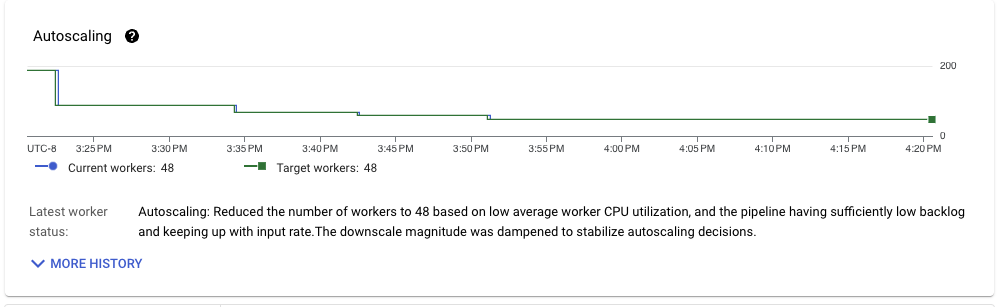 Autoscaling ?
200
0
UTC-8 3:25 PM 3:30 PM 3:35 PM 3:40 PM 3:45 PM 3:50 PM 3:55 PM 4:00 PM 4:05 PM 4:10 PM 4:15 PM 4:20 PM
Current workers: 48 Target workers: 48
Latest worker status:
Autoscaling: Reduced the number of workers to 48 based on low average worker CPU utilization, and the pipeline having sufficiently low backlog
and keeping up with input rate.The downscale magnitude was dampened to stabilize autoscaling decisions.
MORE HISTORY